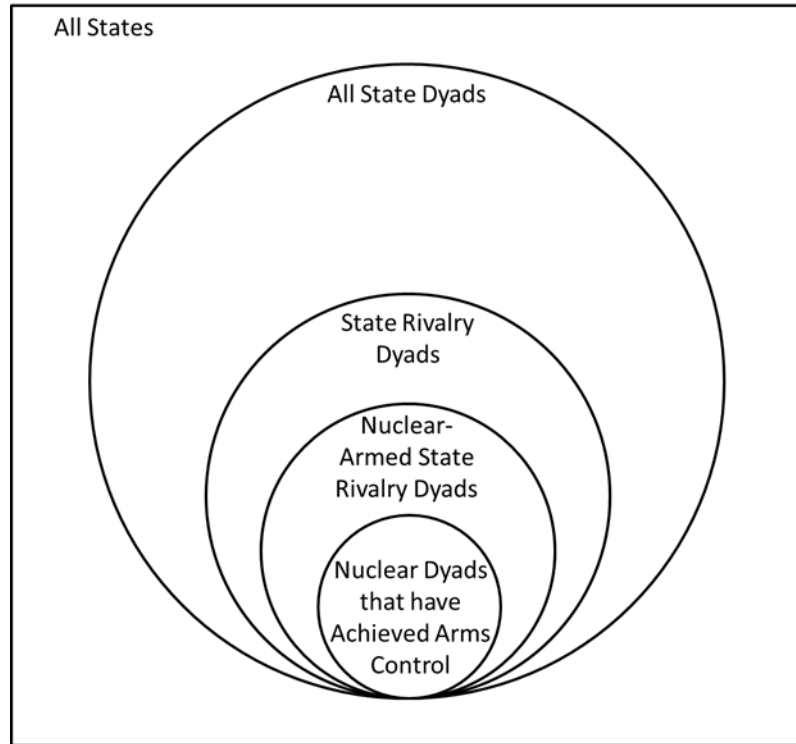 All States
All State Dyads
State Rivalry
Dyads
Nuclear-
Armed State
Rivalry Dyads
Nuclear Dyads
that have
Achieved Arms
Control